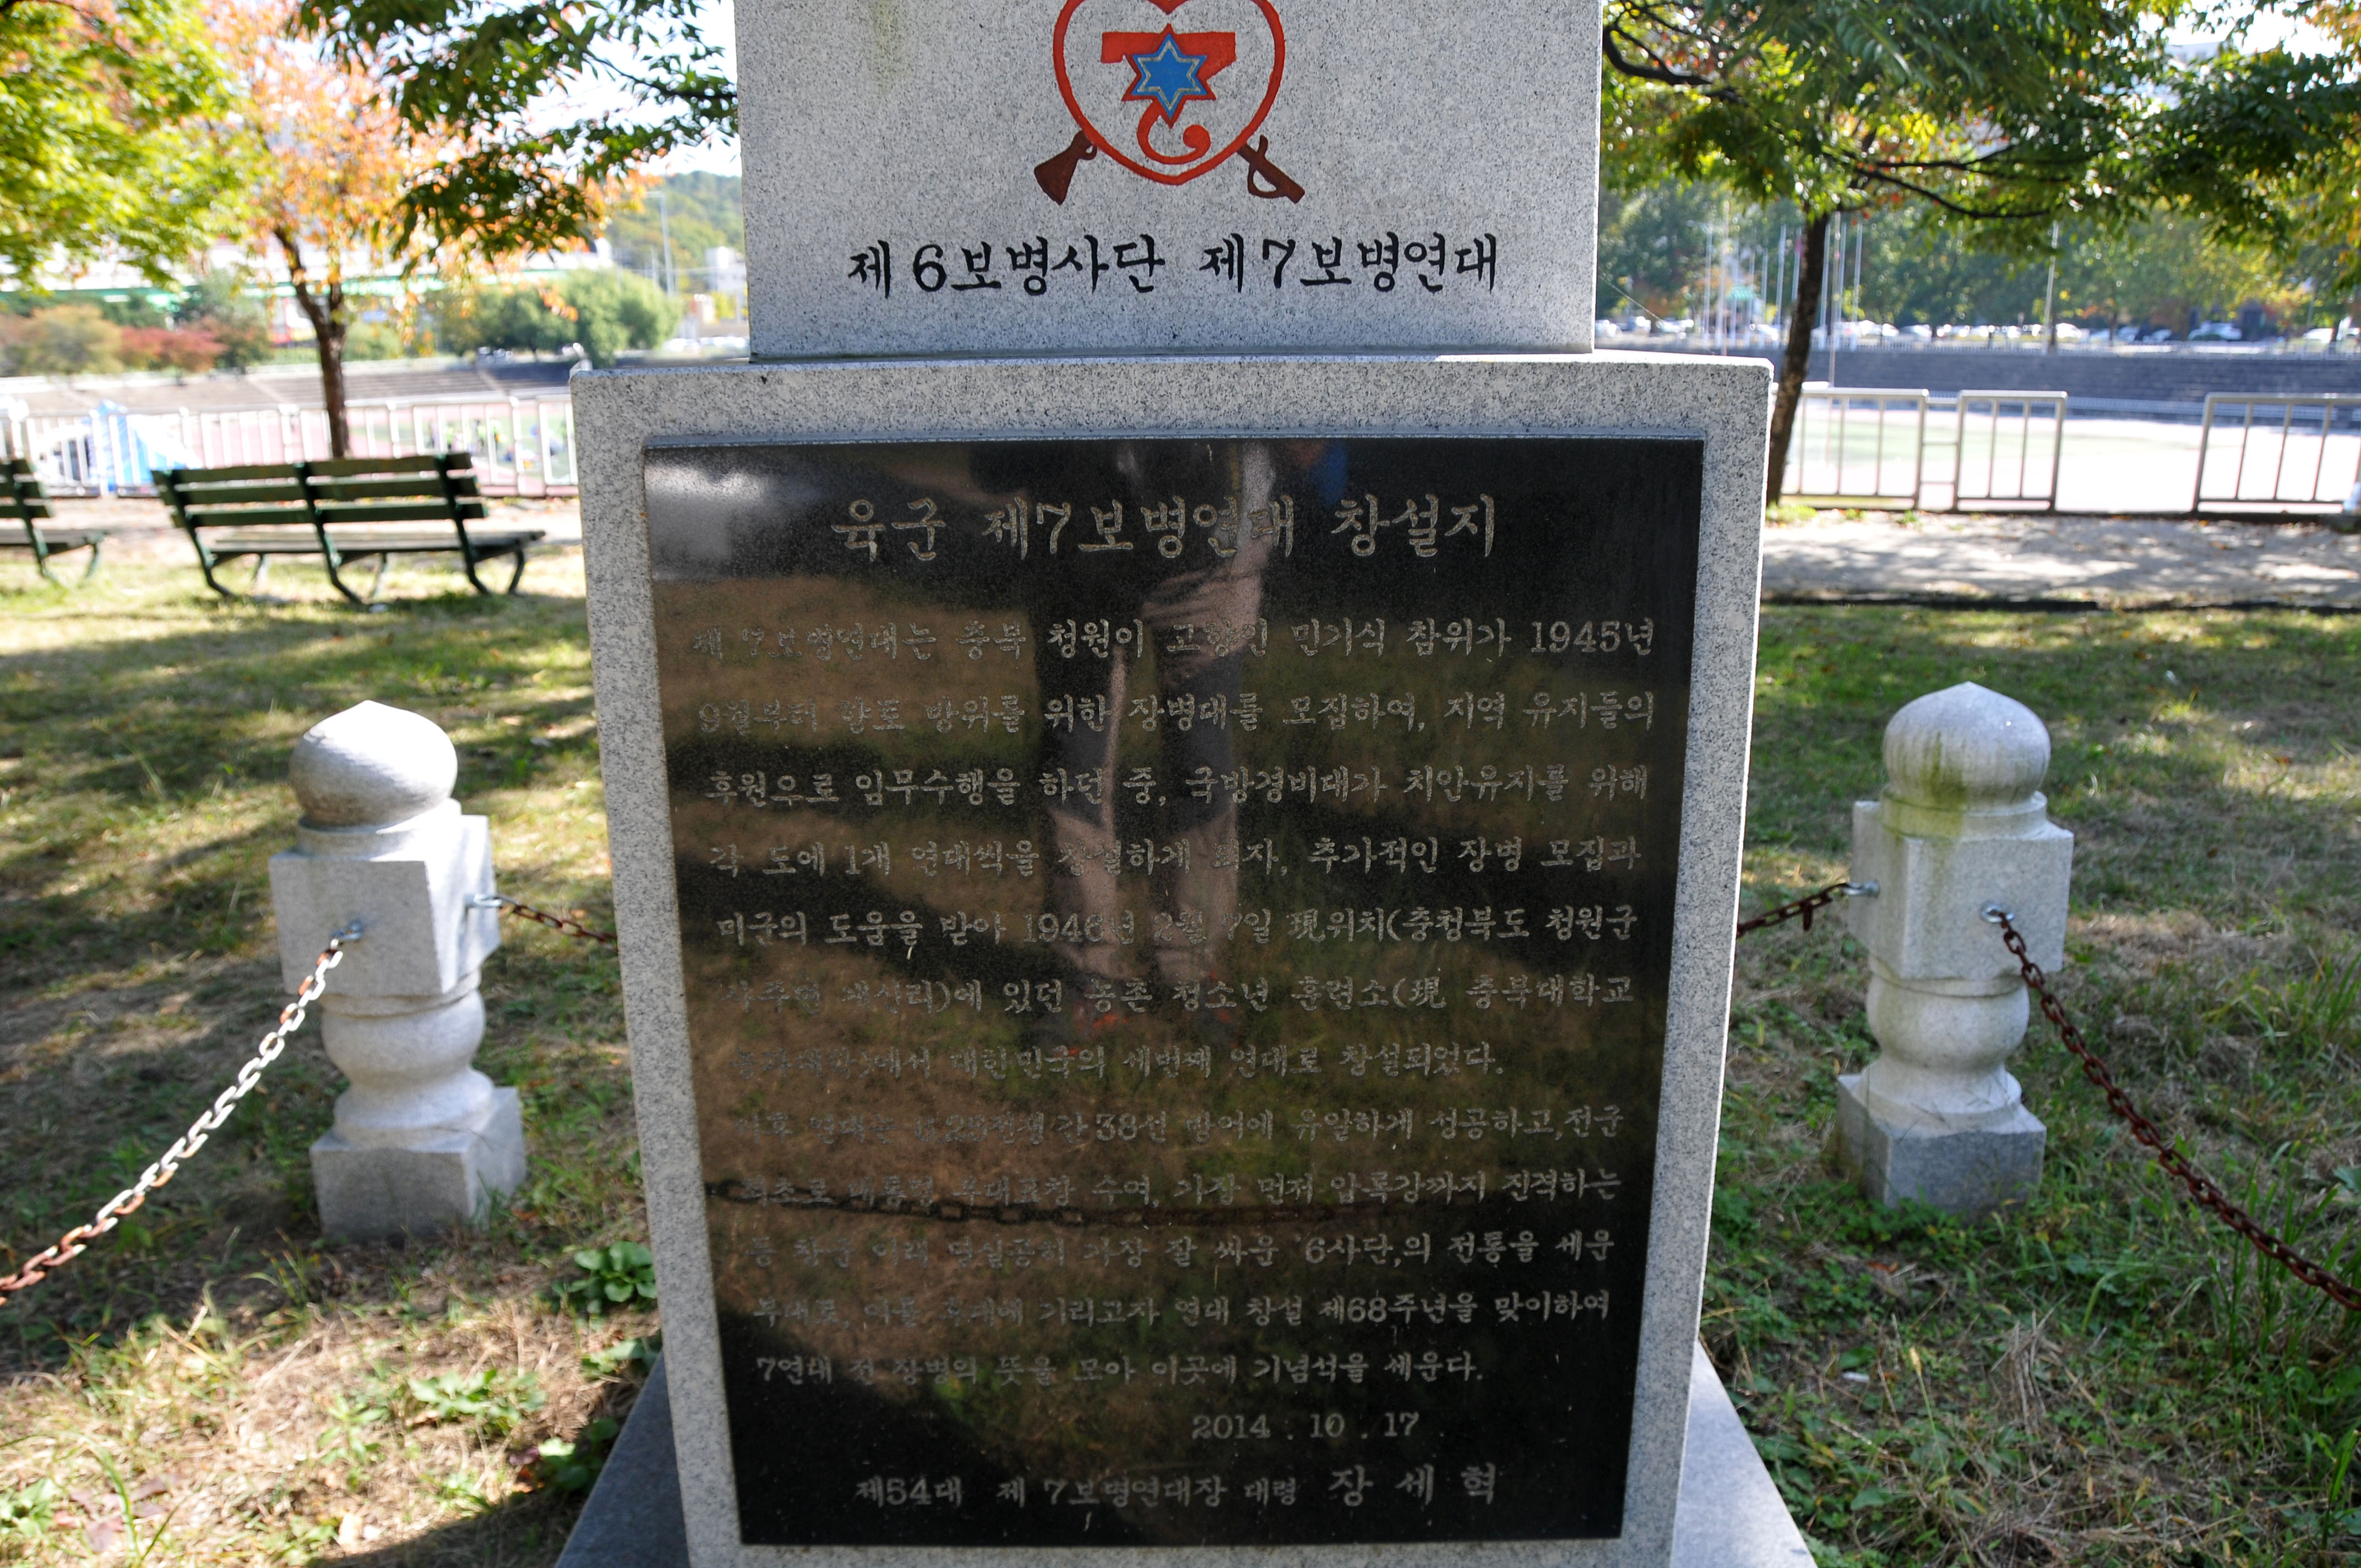 7
제6보병사단 제7보병연대
육군 제7보병연대 창설지
제 7보병연대는 충북 청원이 고향인 민기식 참위가 1945년
9월부터 향토 방위를 위한 장병대를 모집하여, 지역 유지들의
후원으로 임무수행을 하던 중, 국방경비대가 치안유지를 위해
각 도에 1개 연대씩을 창설하게 되자, 추가적인 장병 모집과
미군의 도움을 받아 1946년 2월 7일 現위치(충청북도 청원군
사주면 개신리)에 있던 농촌 청소년 훈련소(現 충북대학교
에서 대한민국의 세번째 연대로 창설되었다.
이후 연대는 6.25전쟁간 38선 방어에 유일하게 성공하고,전군
최초로 대통령 부대표창 수여, 가장 먼저 압록강까지 진격하는
등 창군 이래 명실공히 가장 잘 싸운 '6사단,의 전통을 세운
부대로, 이를 후세에 기리고자 연대 창설 제68주년을 맞이하여
7연대 전 장병의 뜻을 모아 이곳에 기념석을 세운다.
2014 . 10 . 17
제54대 제 7보병연대장 대령 장 세 혁